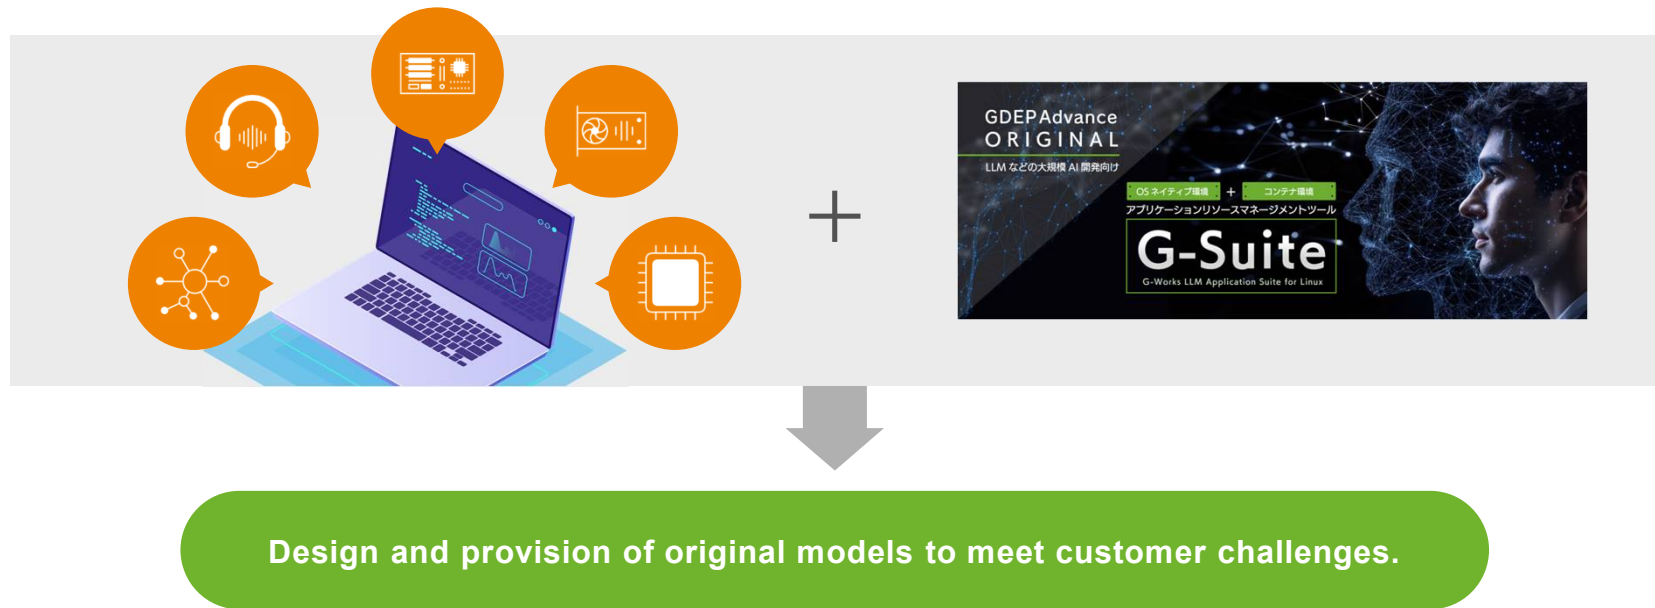 GDEPAdvance
ORIGINAL
LLM などの大規模 AI 開発向け
OS ネイティブ環境 + コンテナ環境
アプリケーションリソースマネージメントツール
G-Suite
G-Works LLM Application Suite for Linux
Design and provision of original models to meet customer challenges.